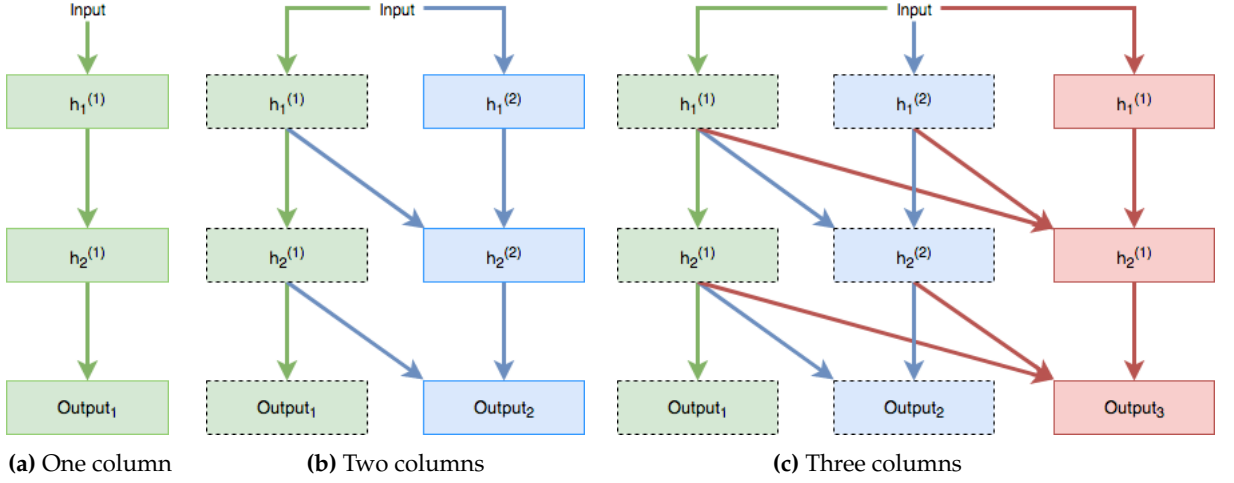 Input Input Input
h₁⁽¹⁾ h₁⁽¹⁾ h₁⁽²⁾ h₁⁽¹⁾ h₁⁽²⁾ h₁⁽¹⁾
h₂⁽¹⁾ h₂⁽¹⁾ h₂⁽²⁾ h₂⁽¹⁾ h₂⁽²⁾ h₂⁽¹⁾
Output₁ Output₁ Output₂ Output₁ Output₂ Output₃
(a) One column (b) Two columns (c) Three columns